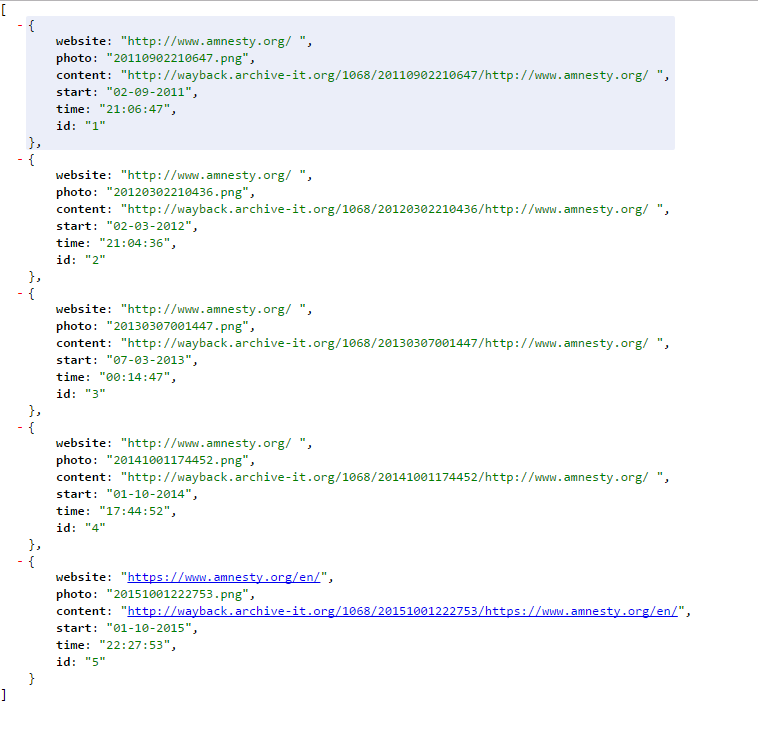 [
- {
website: "http://www.amnesty.org/ ",
photo: "20110902210647.png",
content: "http://wayback.archive-it.org/1068/20110902210647/http://www.amnesty.org/ ",
start: "02-09-2011",
time: "21:06:47",
id: "1"
},
- {
website: "http://www.amnesty.org/ ",
photo: "20120302210436.png",
content: "http://wayback.archive-it.org/1068/20120302210436/http://www.amnesty.org/ ",
start: "02-03-2012",
time: "21:04:36",
id: "2"
},
- {
website: "http://www.amnesty.org/ ",
photo: "20130307001447.png",
content: "http://wayback.archive-it.org/1068/20130307001447/http://www.amnesty.org/ ",
start: "07-03-2013",
time: "00:14:47",
id: "3"
},
- {
website: "http://www.amnesty.org/ ",
photo: "20141001174452.png",
content: "http://wayback.archive-it.org/1068/20141001174452/http://www.amnesty.org/ ",
start: "01-10-2014",
time: "17:44:52",
id: "4"
},
- {
website: "https://www.amnesty.org/en/",
photo: "20151001222753.png",
content: "http://wayback.archive-it.org/1068/20151001222753/https://www.amnesty.org/en/",
start: "01-10-2015",
time: "22:27:53",
id: "5"
}
]